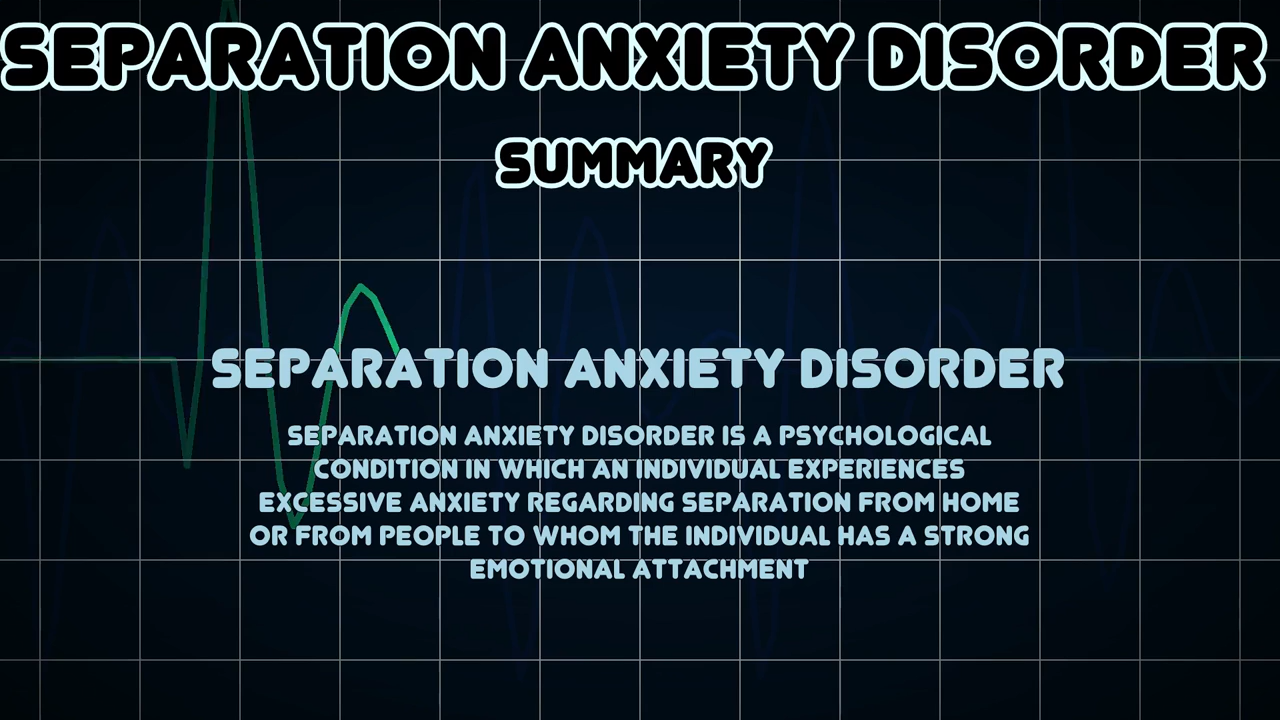 SEPARATION ANXIETY DISORDER
SUMMARY
SEPARATION ANXIETY DISORDER
SEPARATION ANXIETY DISORDER IS A PSYCHOLOGICAL
CONDITION IN WHICH AN INDIVIDUAL EXPERIENCES
EXCESSIVE ANXIETY REGARDING SEPARATION FROM HOME
OR FROM PEOPLE TO WHOM THE INDIVIDUAL HAS A STRONG
EMOTIONAL ATTACHMENT